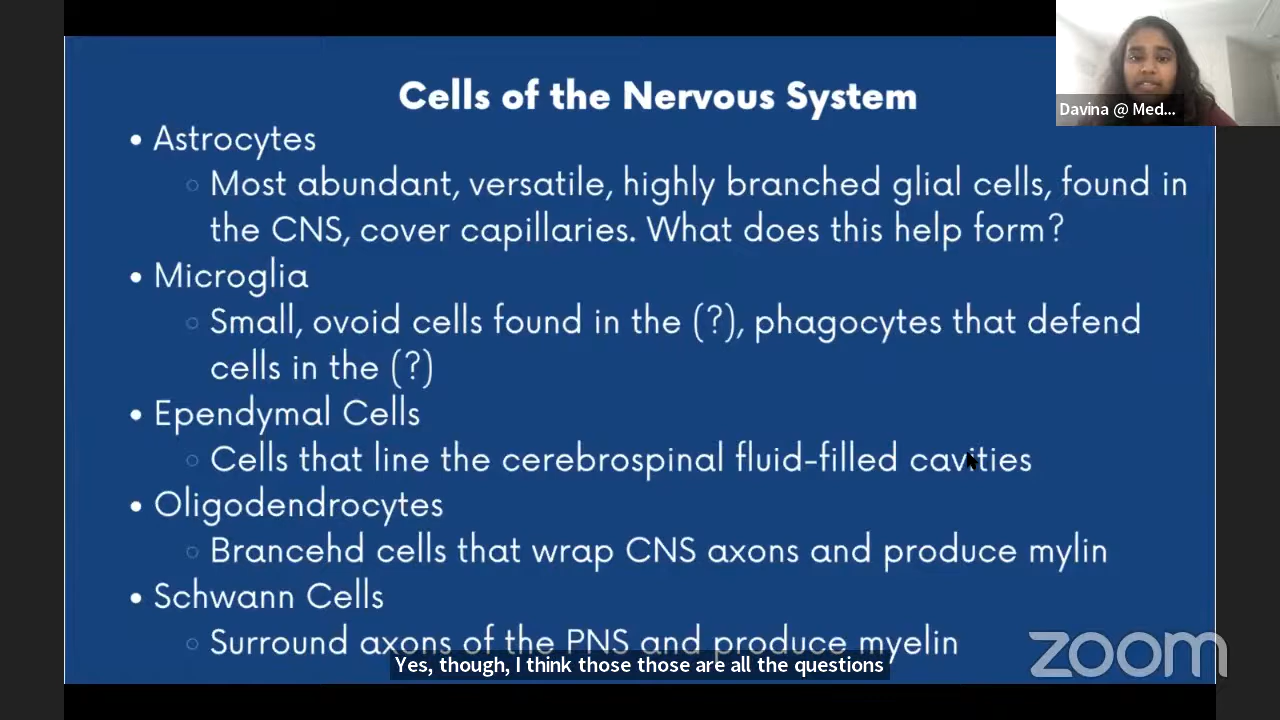 Cells of the Nervous System
Davina @ Med...
• Astrocytes
○ Most abundant, versatile, highly branched glial cells, found in
the CNS, cover capillaries. What does this help form?
• Microglia
○ Small, ovoid cells found in the (?), phagocytes that defend
cells in the (?)
• Ependymal Cells
○ Cells that line the cerebrospinal fluid-filled cavities
• Oligodendrocytes
○ Brancehd cells that wrap CNS axons and produce mylin
• Schwann Cells
○ Surround axons of the PNS and produce myelin
Yes, though, I think those those are all the questions
zoom